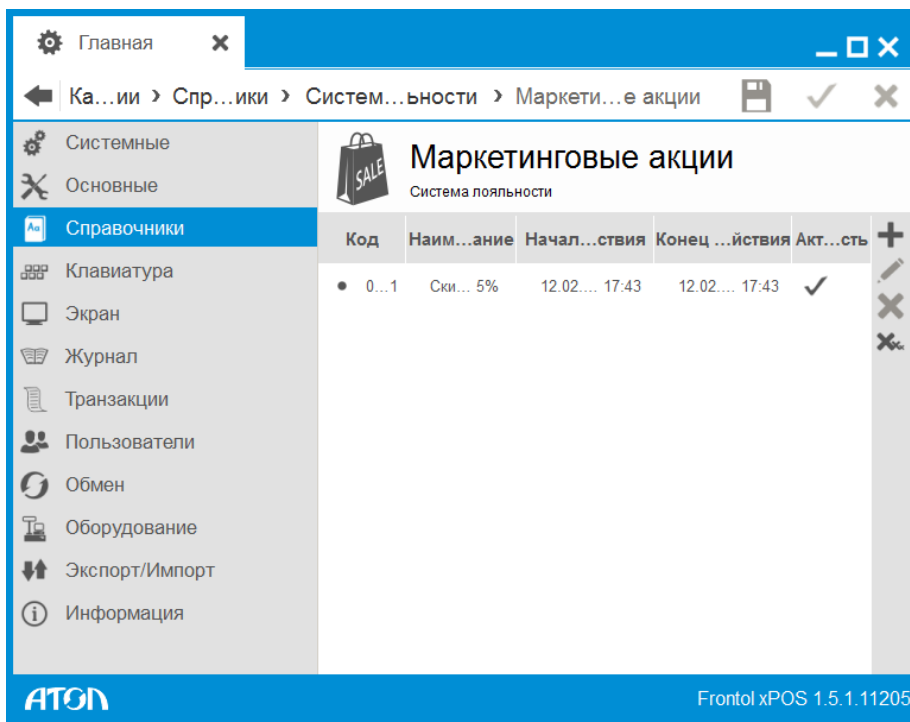 Главная
Ка…ии › Спр…ики › Систем…ьности › Маркети…е акции
Системные
Основные
Справочники
Клавиатура
Экран
Журнал
Транзакции
Пользователи
Обмен
Оборудование
Экспорт/Импорт
Информация
SALE
Маркетинговые акции
Система лояльности
Код Наим…ание Начал…ствия Конец …йствия Акт…сть
0…1 Ски… 5% 12.02.… 17:43 12.02.… 17:43
Aa
АТОЛ
Frontol xPOS 1.5.1.11205